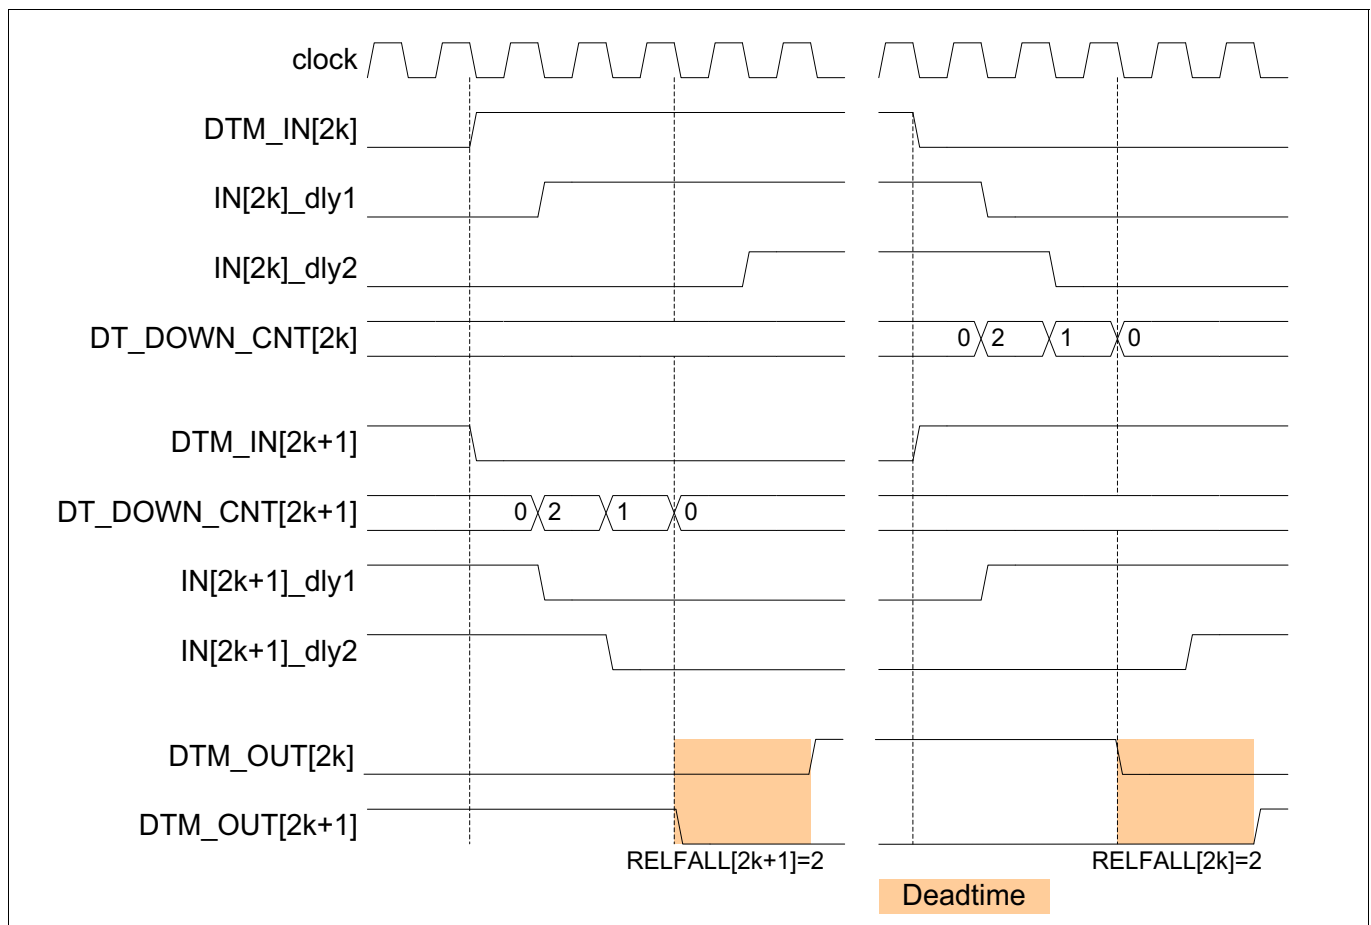 clock
DTM_IN[2k]
IN[2k]_dly1
IN[2k]_dly2
DT_DOWN_CNT[2k] 0 2 1 0
DTM_IN[2k+1]
DT_DOWN_CNT[2k+1] 0 2 1 0
IN[2k+1]_dly1
IN[2k+1]_dly2
DTM_OUT[2k]
DTM_OUT[2k+1]
RELFALL[2k+1]=2 RELFALL[2k]=2
Deadtime